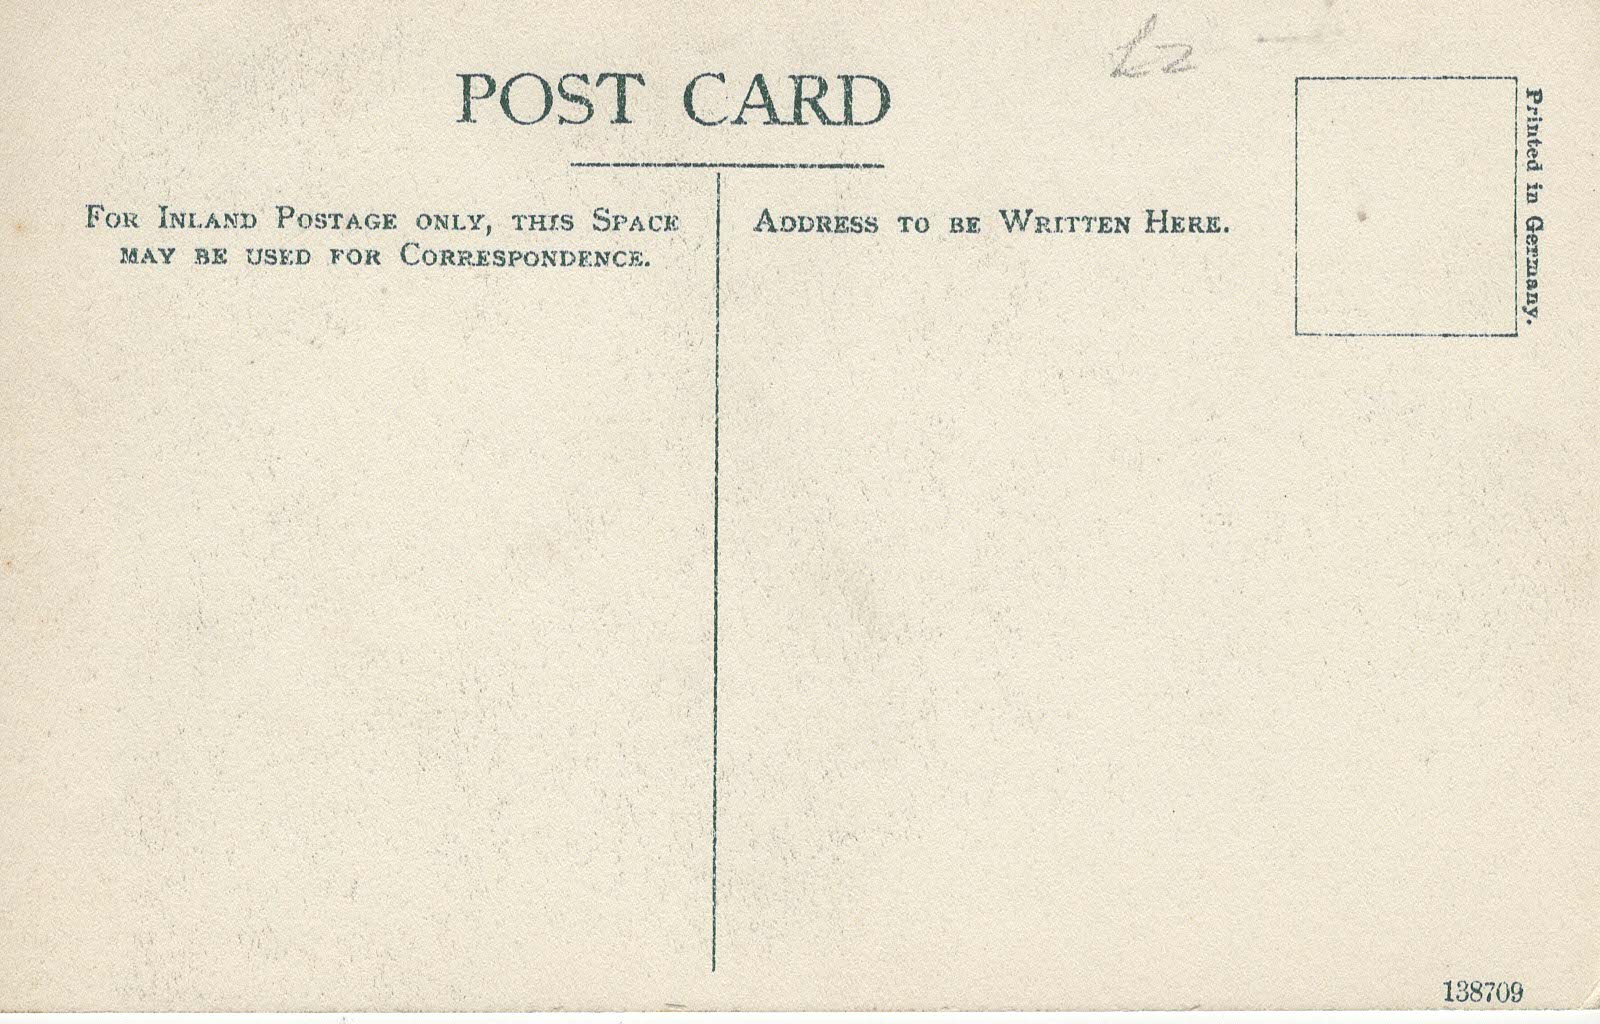 POST CARD
For Inland Postage only, this Space
may be used for Correspondence.
Address to be Written Here.
Printed in Germany.
138709